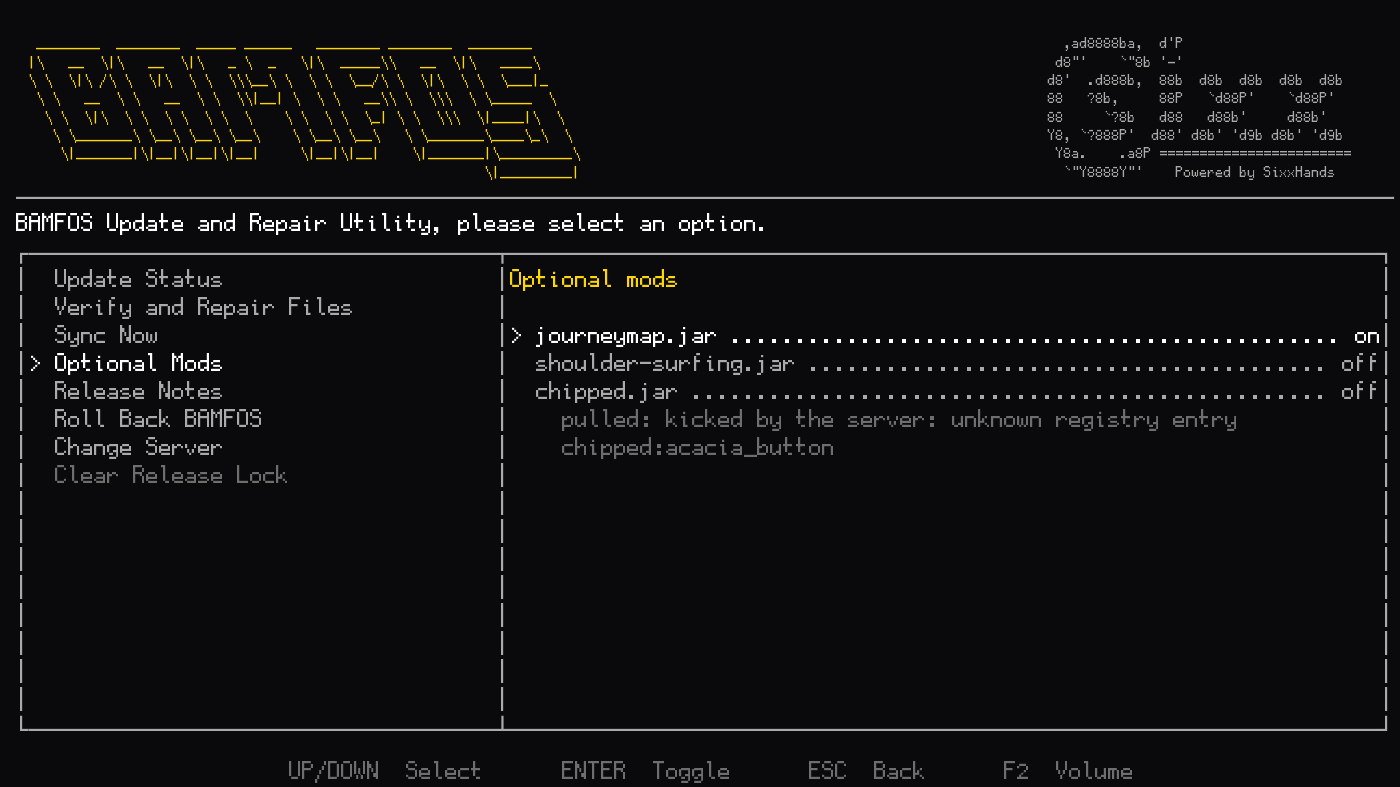 BAMFOS
Sixx
Powered by SixxHands
BAMFOS Update and Repair Utility, please select an option.
Update Status
Verify and Repair Files
Sync Now
> Optional Mods
Release Notes
Roll Back BAMFOS
Change Server
Clear Release Lock
Optional mods
> journeymap.jar ............................................... on
shoulder-surfing.jar ........................................ off
chipped.jar ................................................. off
pulled: kicked by the server: unknown registry entry
chipped:acacia_button
UP/DOWN Select ENTER Toggle ESC Back F2 Volume